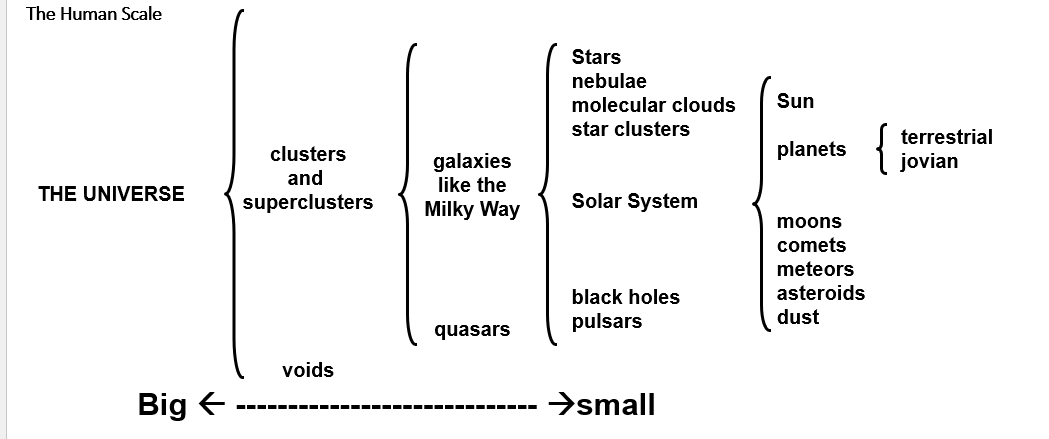 The Human Scale
THE UNIVERSE
clusters
and
superclusters
voids
galaxies
like the
Milky Way
quasars
Stars
nebulae
molecular clouds
star clusters
Solar System
black holes
pulsars
Sun
planets
terrestrial
jovian
moons
comets
meteors
asteroids
dust
Big ← ---------------------------- →small